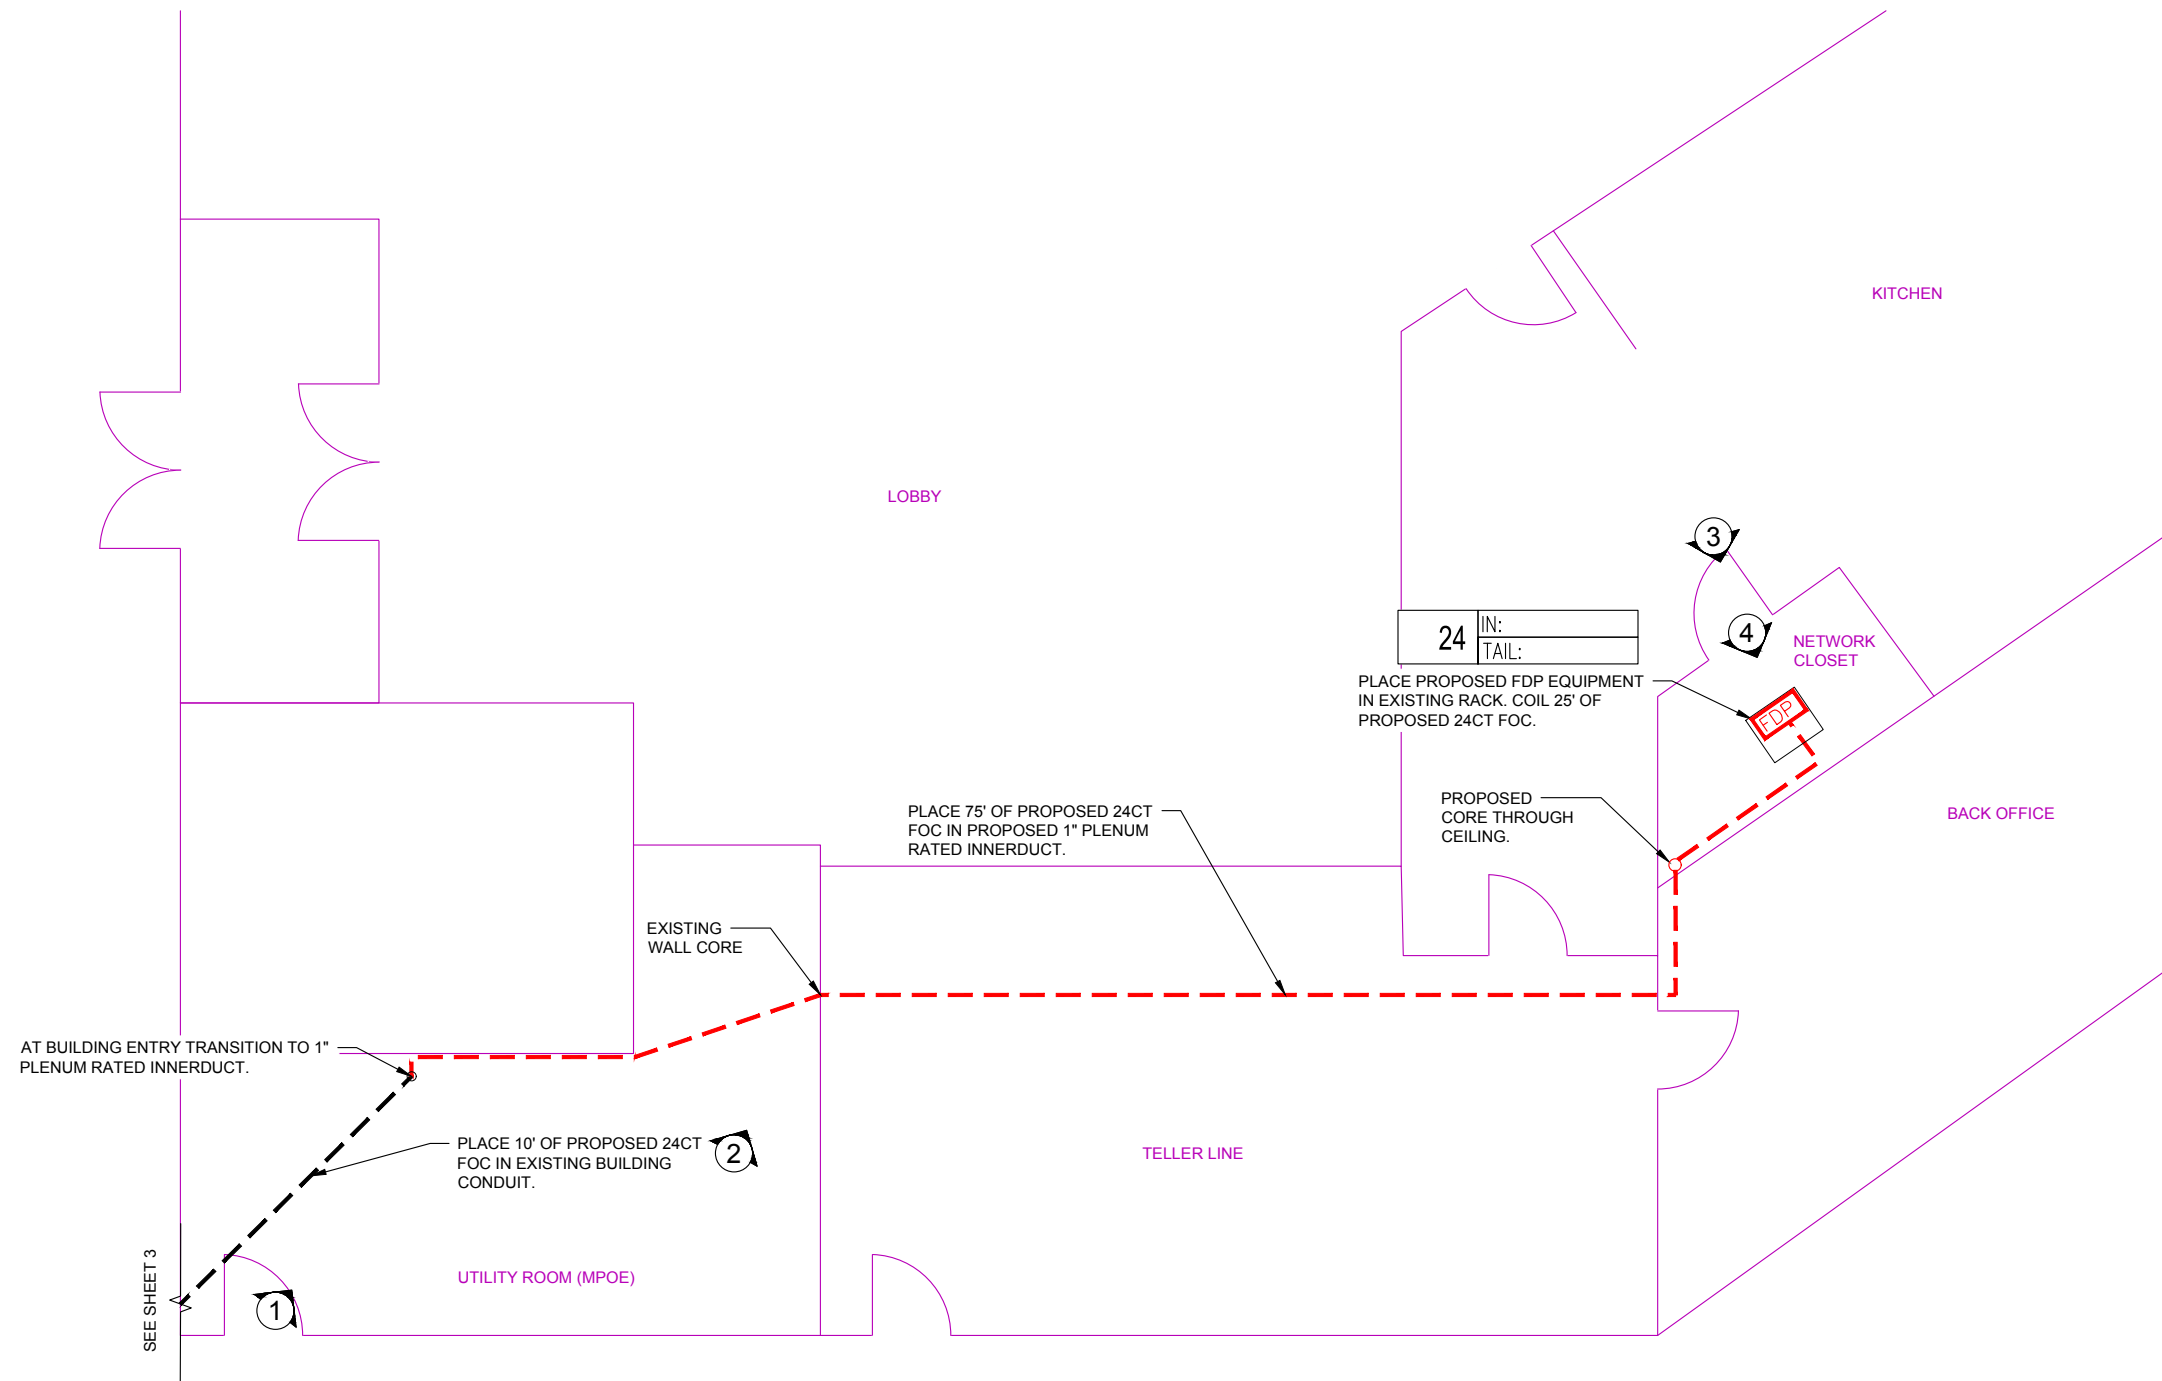 KITCHEN
LOBBY
3
24
IN:
TAIL:
4
NETWORK
CLOSET
PLACE PROPOSED FDP EQUIPMENT
IN EXISTING RACK. COIL 25' OF
PROPOSED 24CT FOC.
FDP
PLACE 75' OF PROPOSED 24CT
FOC IN PROPOSED 1" PLENUM
RATED INNERDUCT.
PROPOSED
CORE THROUGH
CEILING.
BACK OFFICE
EXISTING
WALL CORE
AT BUILDING ENTRY TRANSITION TO 1"
PLENUM RATED INNERDUCT.
PLACE 10' OF PROPOSED 24CT
FOC IN EXISTING BUILDING
CONDUIT.
2
TELLER LINE
UTILITY ROOM (MPOE)
SEE SHEET 3
1